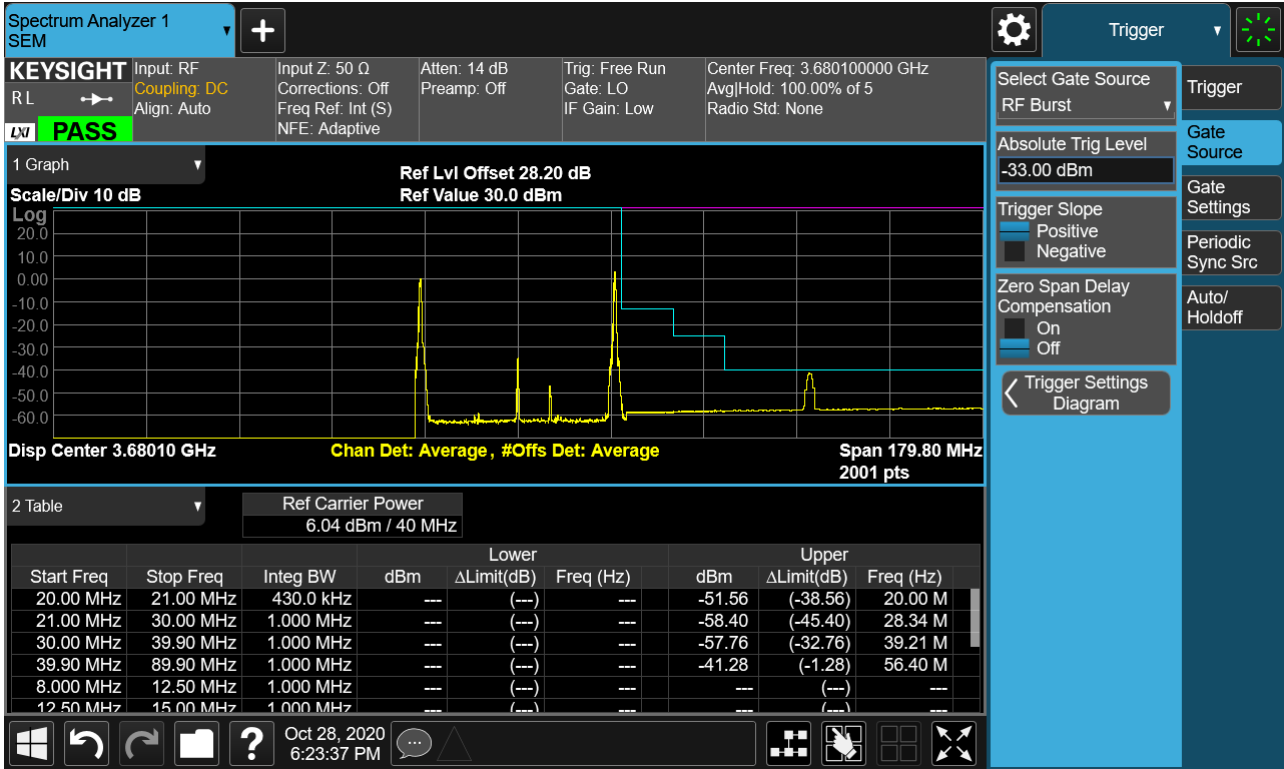 Spectrum Analyzer 1
SEM
Trigger
KEYSIGHT
R L
LXI
PASS
Input: RF
Coupling: DC
Align: Auto
Input Z: 50 Ω
Corrections: Off
Freq Ref: Int (S)
NFE: Adaptive
Atten: 14 dB
Preamp: Off
Trig: Free Run
Gate: LO
IF Gain: Low
Center Freq: 3.680100000 GHz
Avg|Hold: 100.00% of 5
Radio Std: None
1 Graph
Scale/Div 10 dB
Ref Lvl Offset 28.20 dB
Ref Value 30.0 dBm
Log
20.0
10.0
0.00
-10.0
-20.0
-30.0
-40.0
-50.0
-60.0
Disp Center 3.68010 GHz
Chan Det: Average, #Offs Det: Average
Span 179.80 MHz
2001 pts
2 Table
Ref Carrier Power
6.04 dBm / 40 MHz
Lower Upper
Start Freq Stop Freq Integ BW dBm ΔLimit(dB) Freq (Hz) dBm ΔLimit(dB) Freq (Hz)
20.00 MHz 21.00 MHz 430.0 kHz --- (---) --- -51.56 (-38.56) 20.00 M
21.00 MHz 30.00 MHz 1.000 MHz --- (---) --- -58.40 (-45.40) 28.34 M
30.00 MHz 39.90 MHz 1.000 MHz --- (---) --- -57.76 (-32.76) 39.21 M
39.90 MHz 89.90 MHz 1.000 MHz --- (---) --- -41.28 (-1.28) 56.40 M
8.000 MHz 12.50 MHz 1.000 MHz --- (---) --- --- (---) ---
12.50 MHz 15.00 MHz 1.000 MHz --- (---) --- --- (---) ---
?
Oct 28, 2020
6:23:37 PM
Select Gate Source
RF Burst
Absolute Trig Level
-33.00 dBm
Trigger Slope
Positive
Negative
Zero Span Delay
Compensation
On
Off
Trigger Settings
Diagram
Trigger
Gate
Source
Gate
Settings
Periodic
Sync Src
Auto/
Holdoff